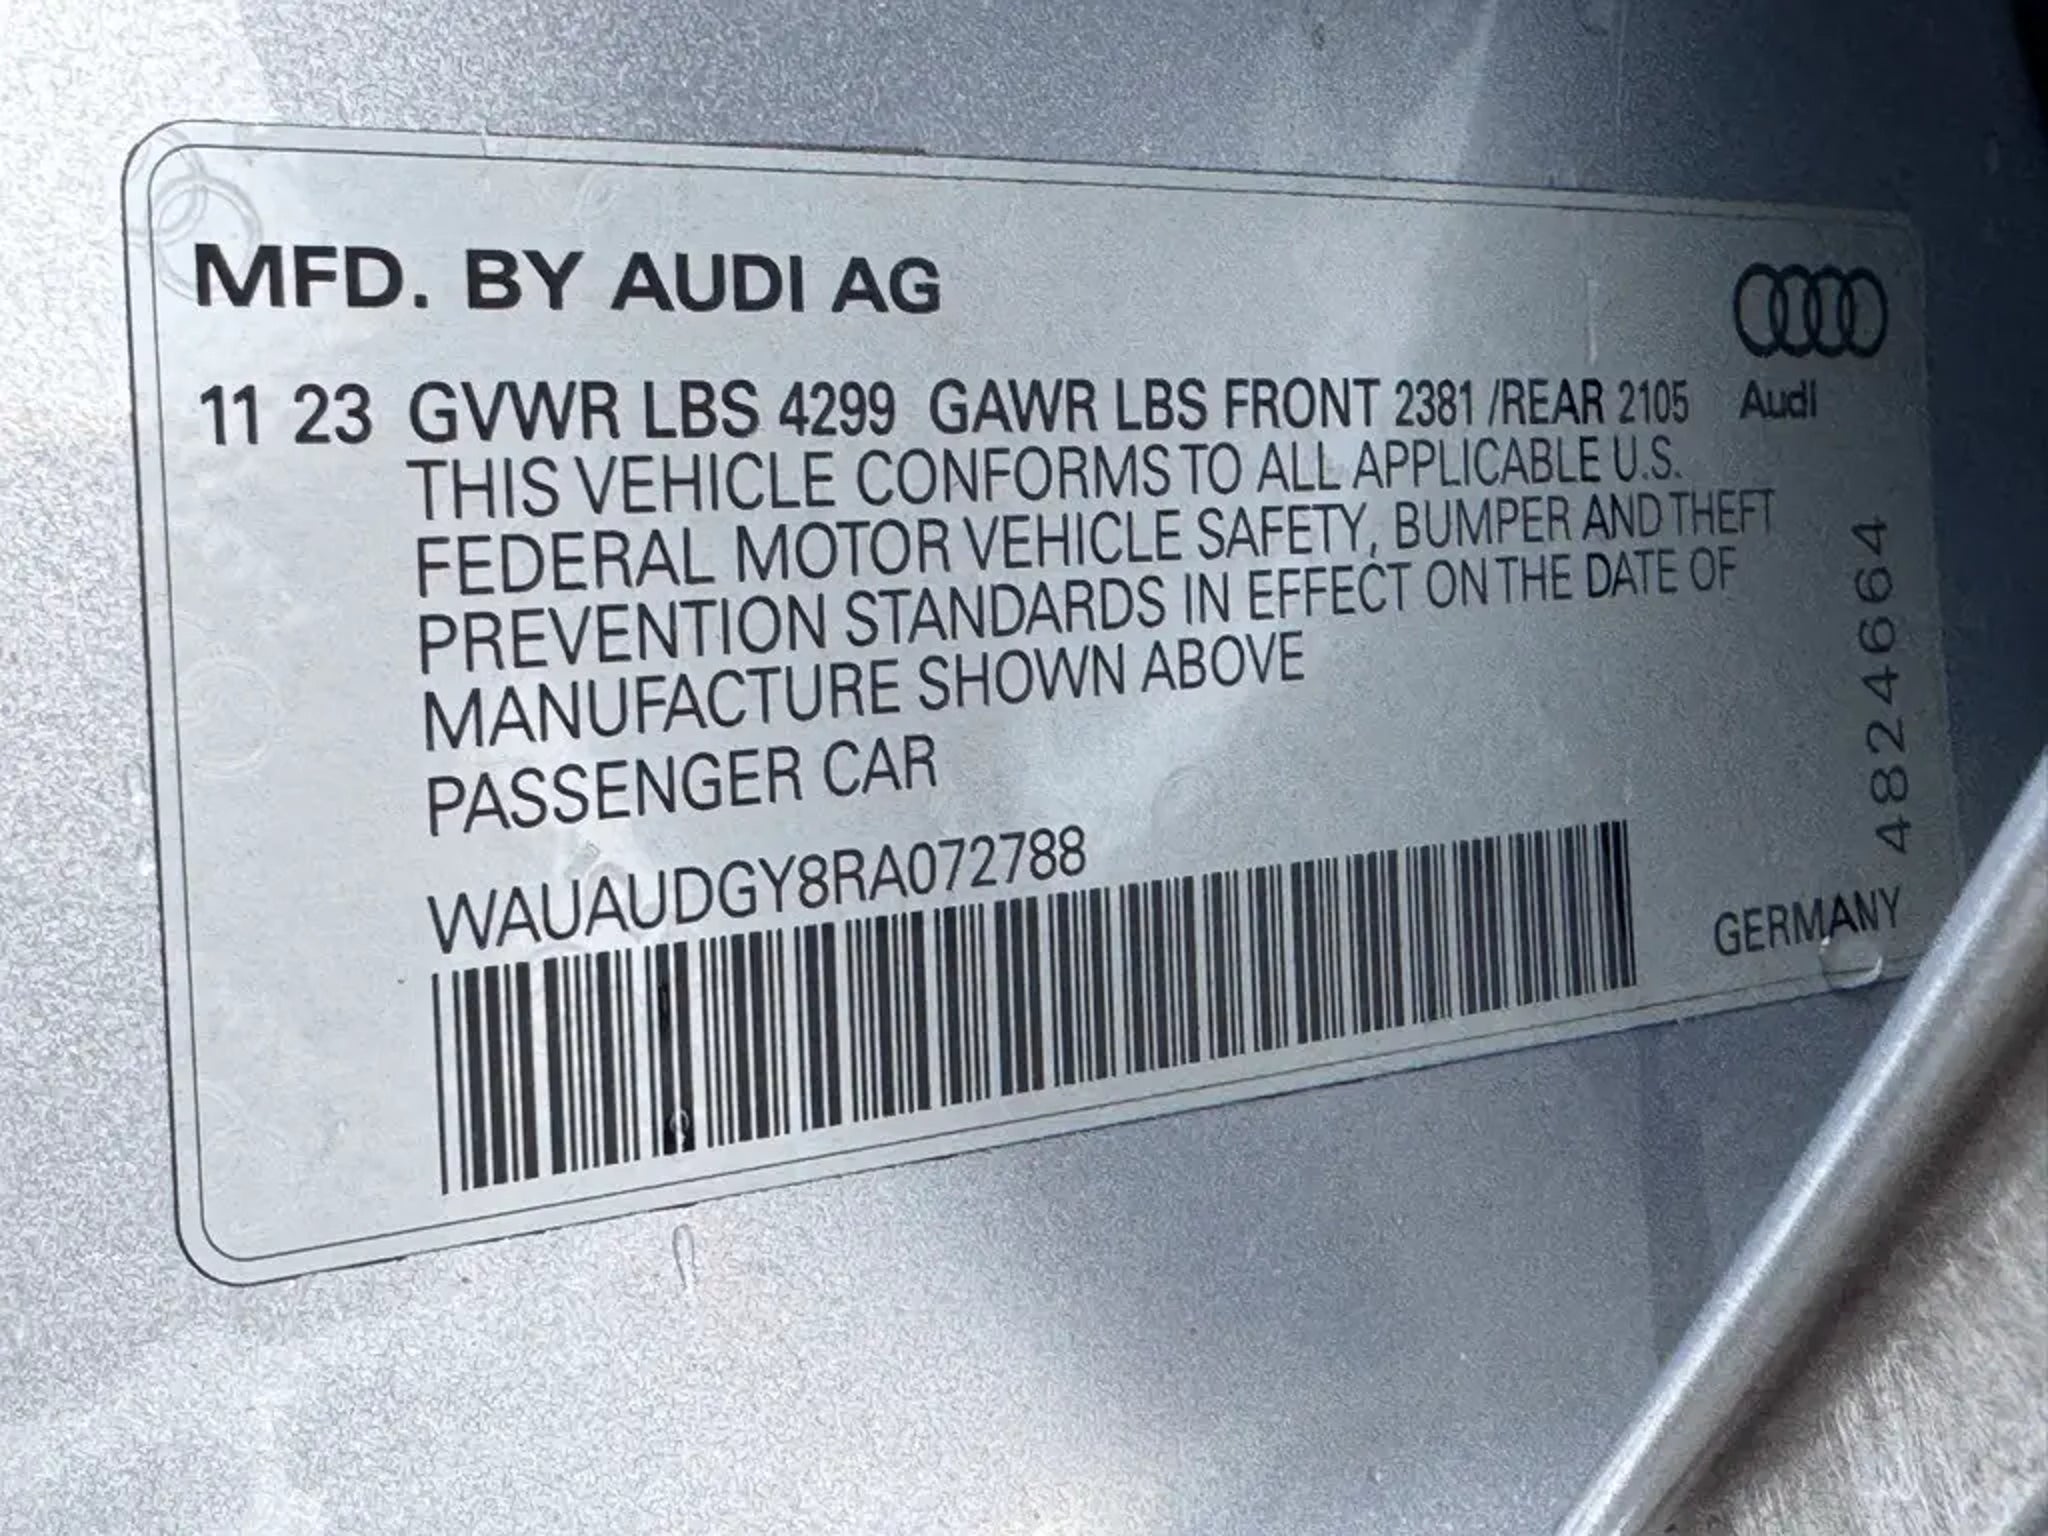 MFD. BY AUDI AG
11 23 GVWR LBS 4299 GAWR LBS FRONT 2381 /REAR 2105
Audi
THIS VEHICLE CONFORMS TO ALL APPLICABLE U.S.
FEDERAL MOTOR VEHICLE SAFETY, BUMPER AND THEFT
PREVENTION STANDARDS IN EFFECT ON THE DATE OF
MANUFACTURE SHOWN ABOVE
PASSENGER CAR
WAUAUDGY8RA072788
4824664
GERMANY